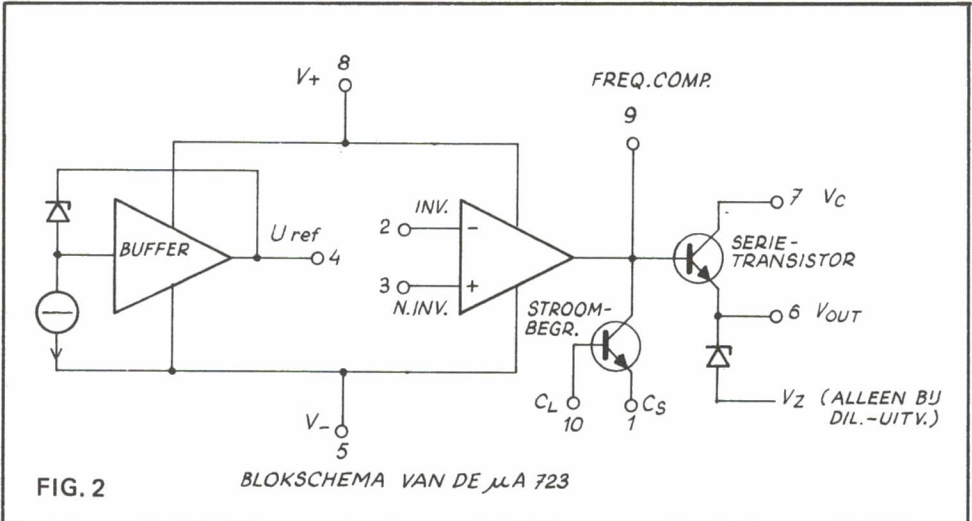 8
V+
FREQ. COMP.
9
7 VC
INV.
2
-
BUFFER
U ref
4
SERIE-
TRANSISTOR
3
+
N.INV.
STROOM-
BEGR.
6 VOUT
CL
10
CS
1
VZ (ALLEEN BIJ
DIL.-UITV.)
V-
5
FIG. 2
BLOKSCHEMA VAN DE µA 723